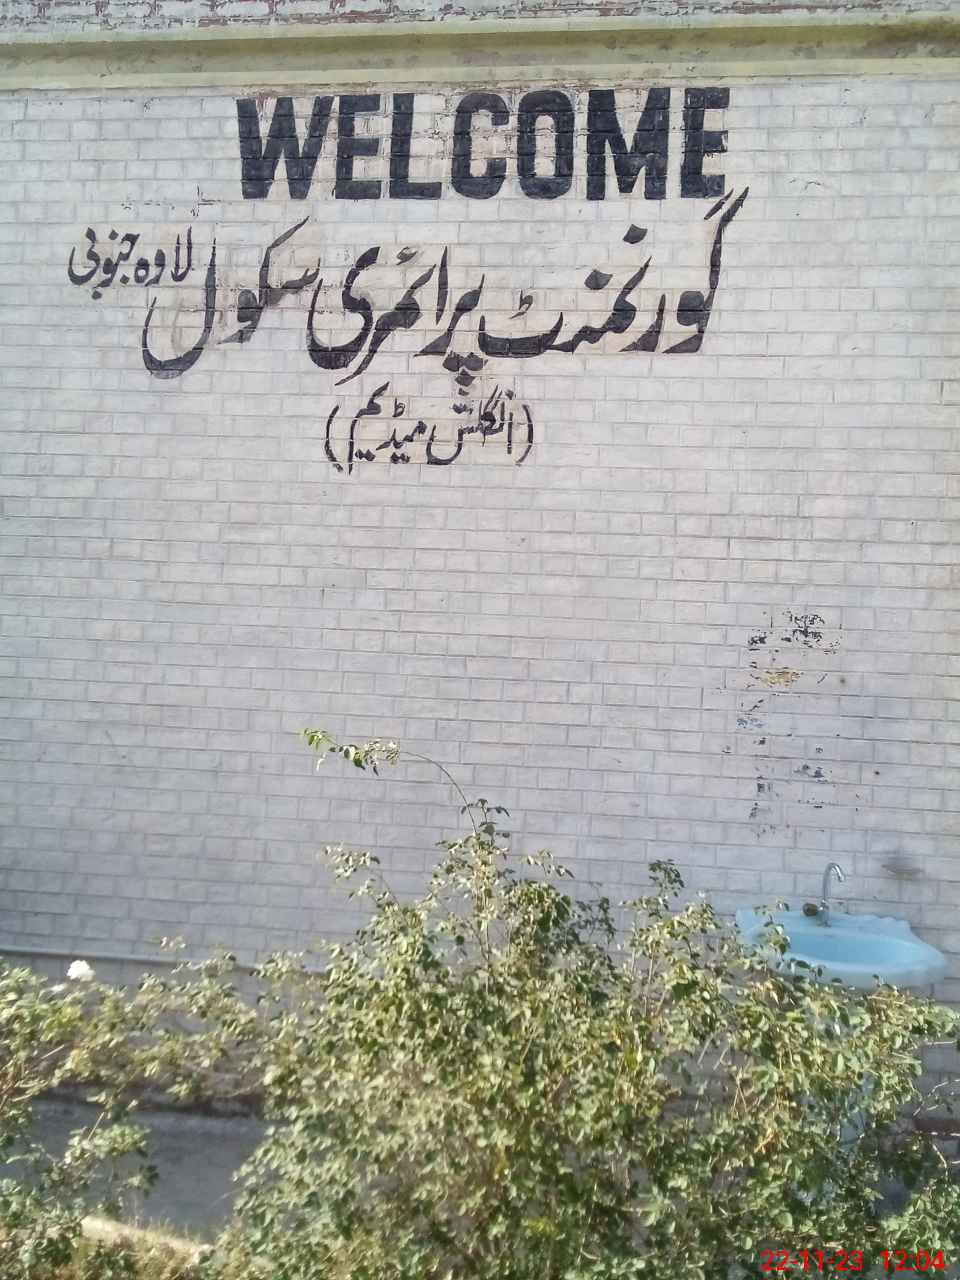 WELCOME
گورنمنٹ پرائمری سکول لاوہ جنوبی
(انگلش میڈیم)
22-11-23 12:04